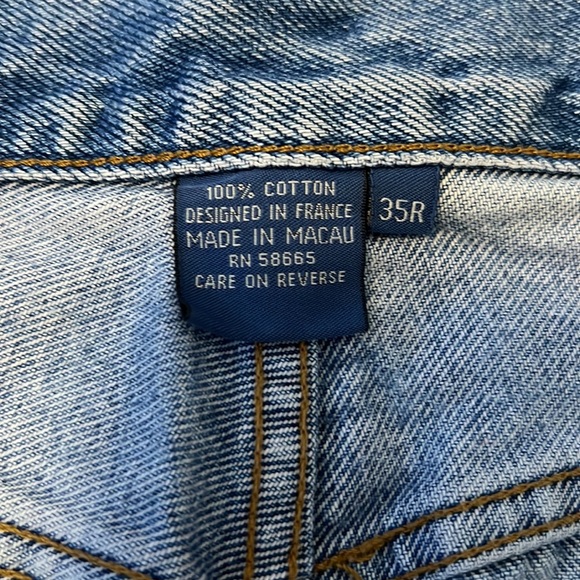 100% COTTON
DESIGNED IN FRANCE
MADE IN MACAU
RN 58665
CARE ON REVERSE
35R